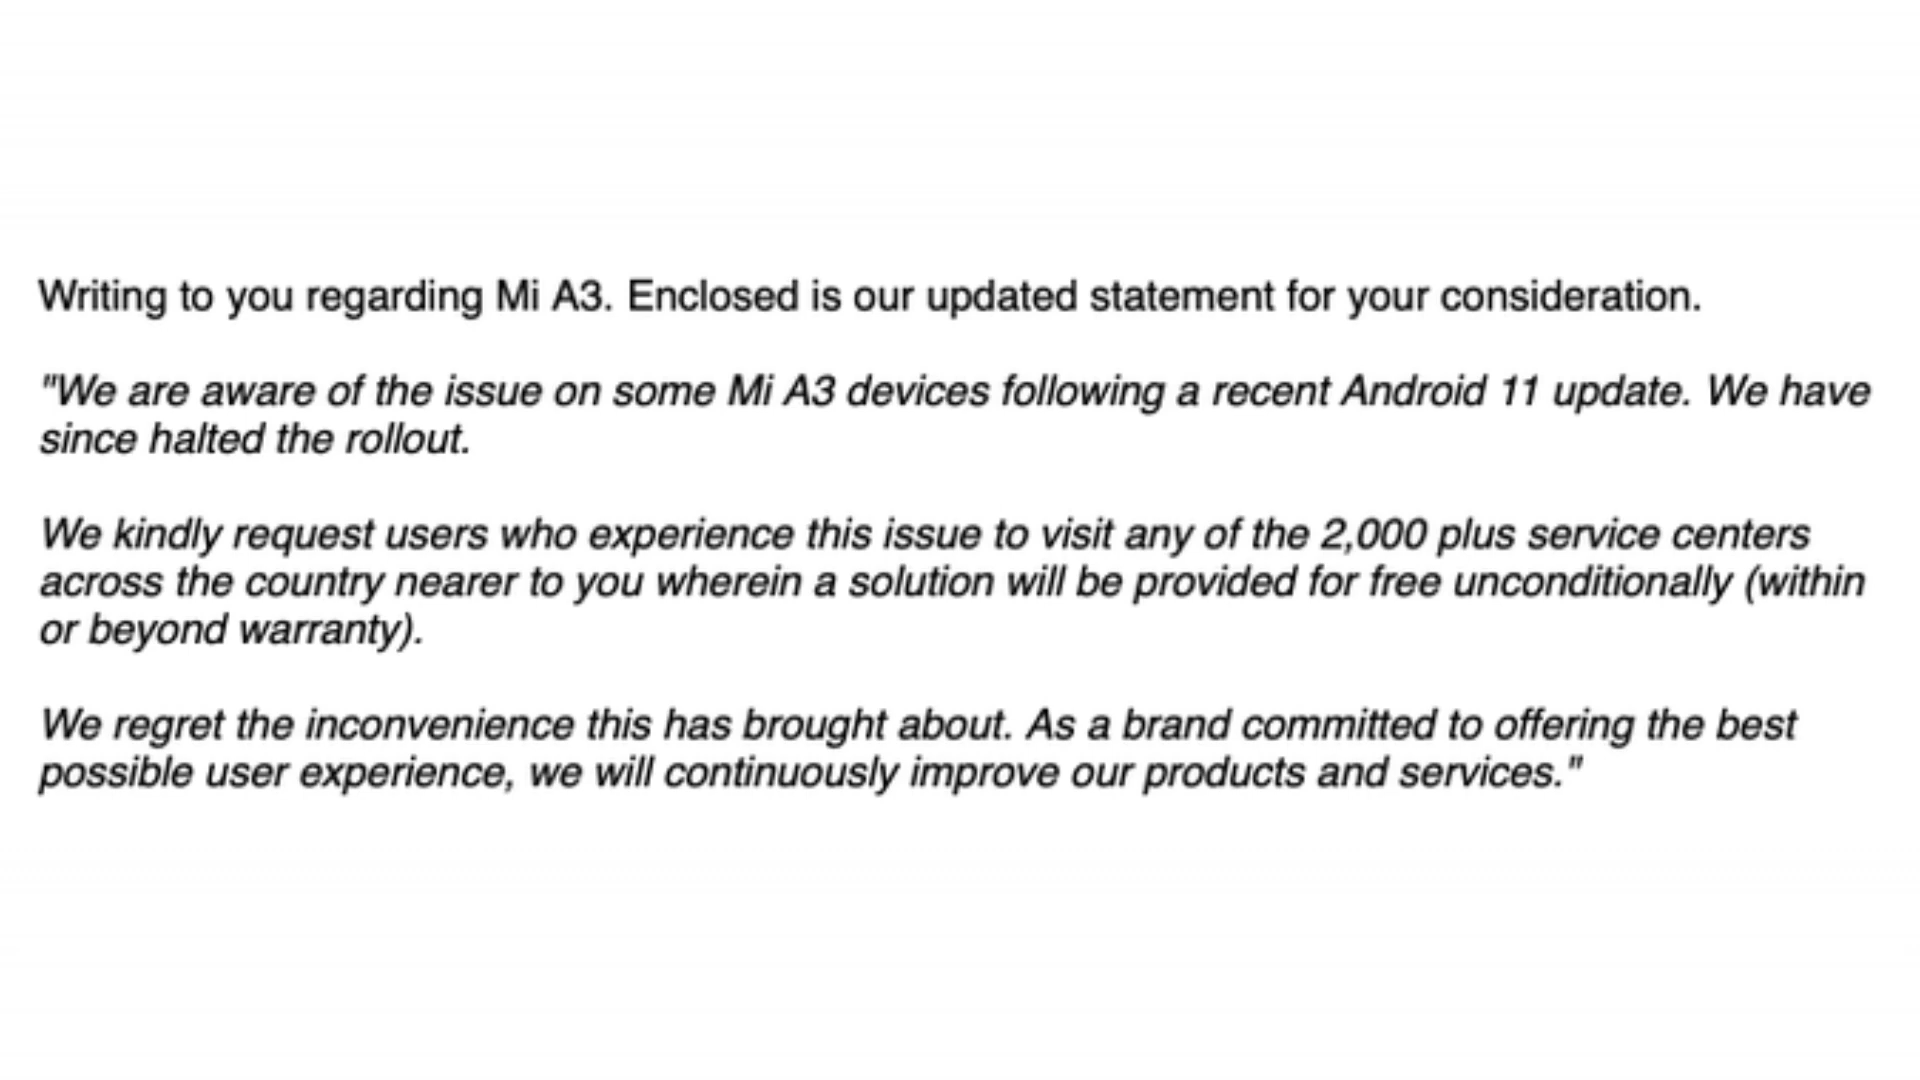 Writing to you regarding Mi A3. Enclosed is our updated statement for your consideration.
"We are aware of the issue on some Mi A3 devices following a recent Android 11 update. We have
since halted the rollout.
We kindly request users who experience this issue to visit any of the 2,000 plus service centers
across the country nearer to you wherein a solution will be provided for free unconditionally (within
or beyond warranty).
We regret the inconvenience this has brought about. As a brand committed to offering the best
possible user experience, we will continuously improve our products and services."